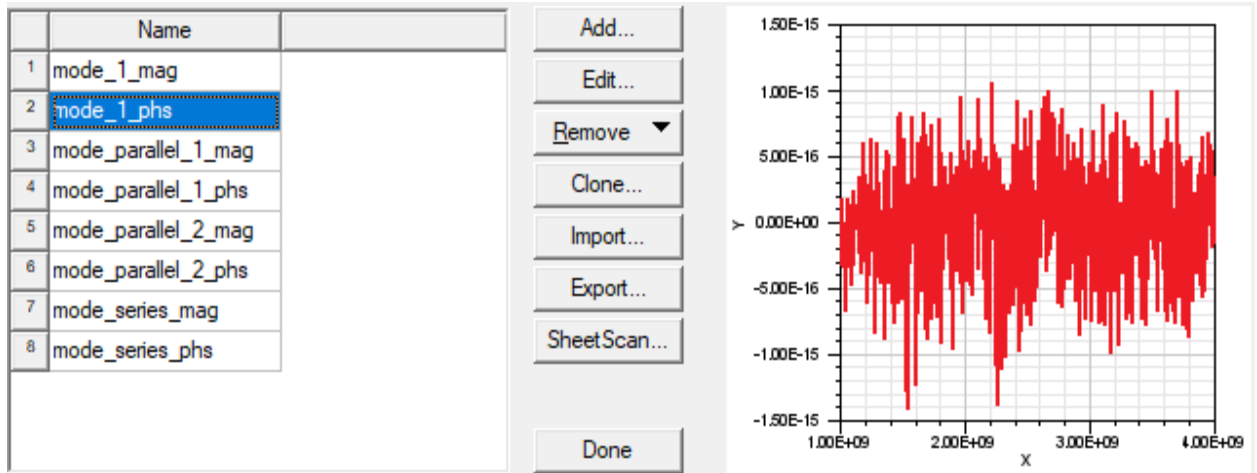 Name
1 mode_1_mag
2 mode_1_phs
3 mode_parallel_1_mag
4 mode_parallel_1_phs
5 mode_parallel_2_mag
6 mode_parallel_2_phs
7 mode_series_mag
8 mode_series_phs
Add...
Edit...
Remove
Clone...
Import...
Export...
SheetScan...
Done
1.50E-15
1.00E-15
5.00E-16
0.00E+00
-5.00E-16
-1.00E-15
-1.50E-15
Y
1.00E+09 2.00E+09 3.00E+09 4.00E+09
X